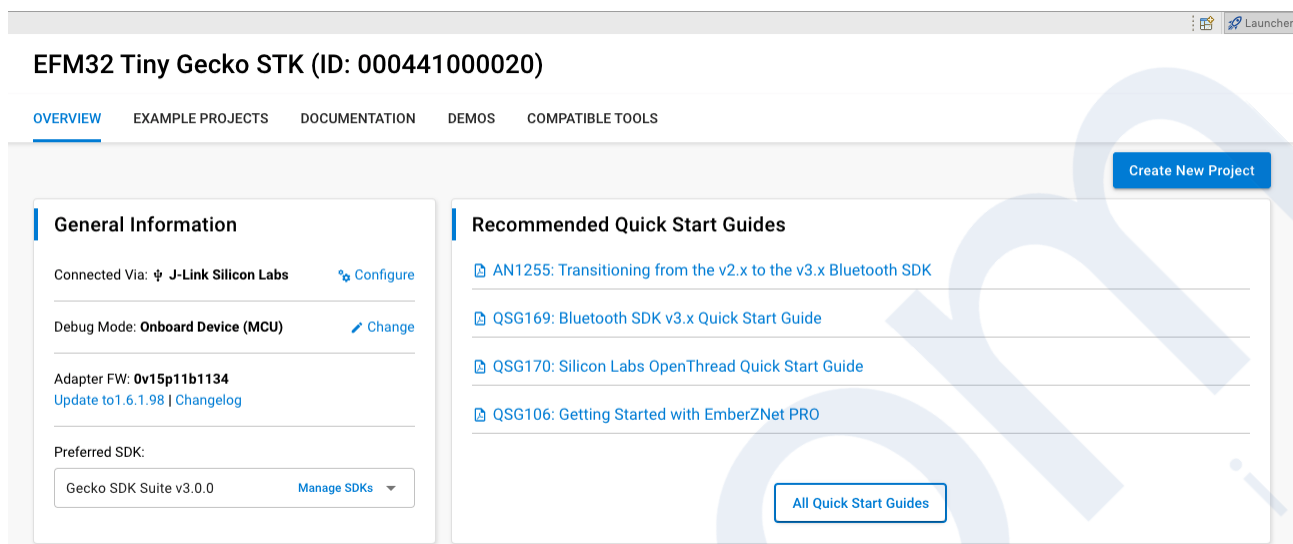 Launcher
EFM32 Tiny Gecko STK (ID: 000441000020)
OVERVIEW EXAMPLE PROJECTS DOCUMENTATION DEMOS COMPATIBLE TOOLS
Create New Project
General Information
Connected Via: J-Link Silicon Labs Configure
Debug Mode: Onboard Device (MCU) Change
Adapter FW: 0v15p11b1134
Update to1.6.1.98 | Changelog
Preferred SDK:
Gecko SDK Suite v3.0.0 Manage SDKs
Recommended Quick Start Guides
AN1255: Transitioning from the v2.x to the v3.x Bluetooth SDK
QSG169: Bluetooth SDK v3.x Quick Start Guide
QSG170: Silicon Labs OpenThread Quick Start Guide
QSG106: Getting Started with EmberZNet PRO
All Quick Start Guides